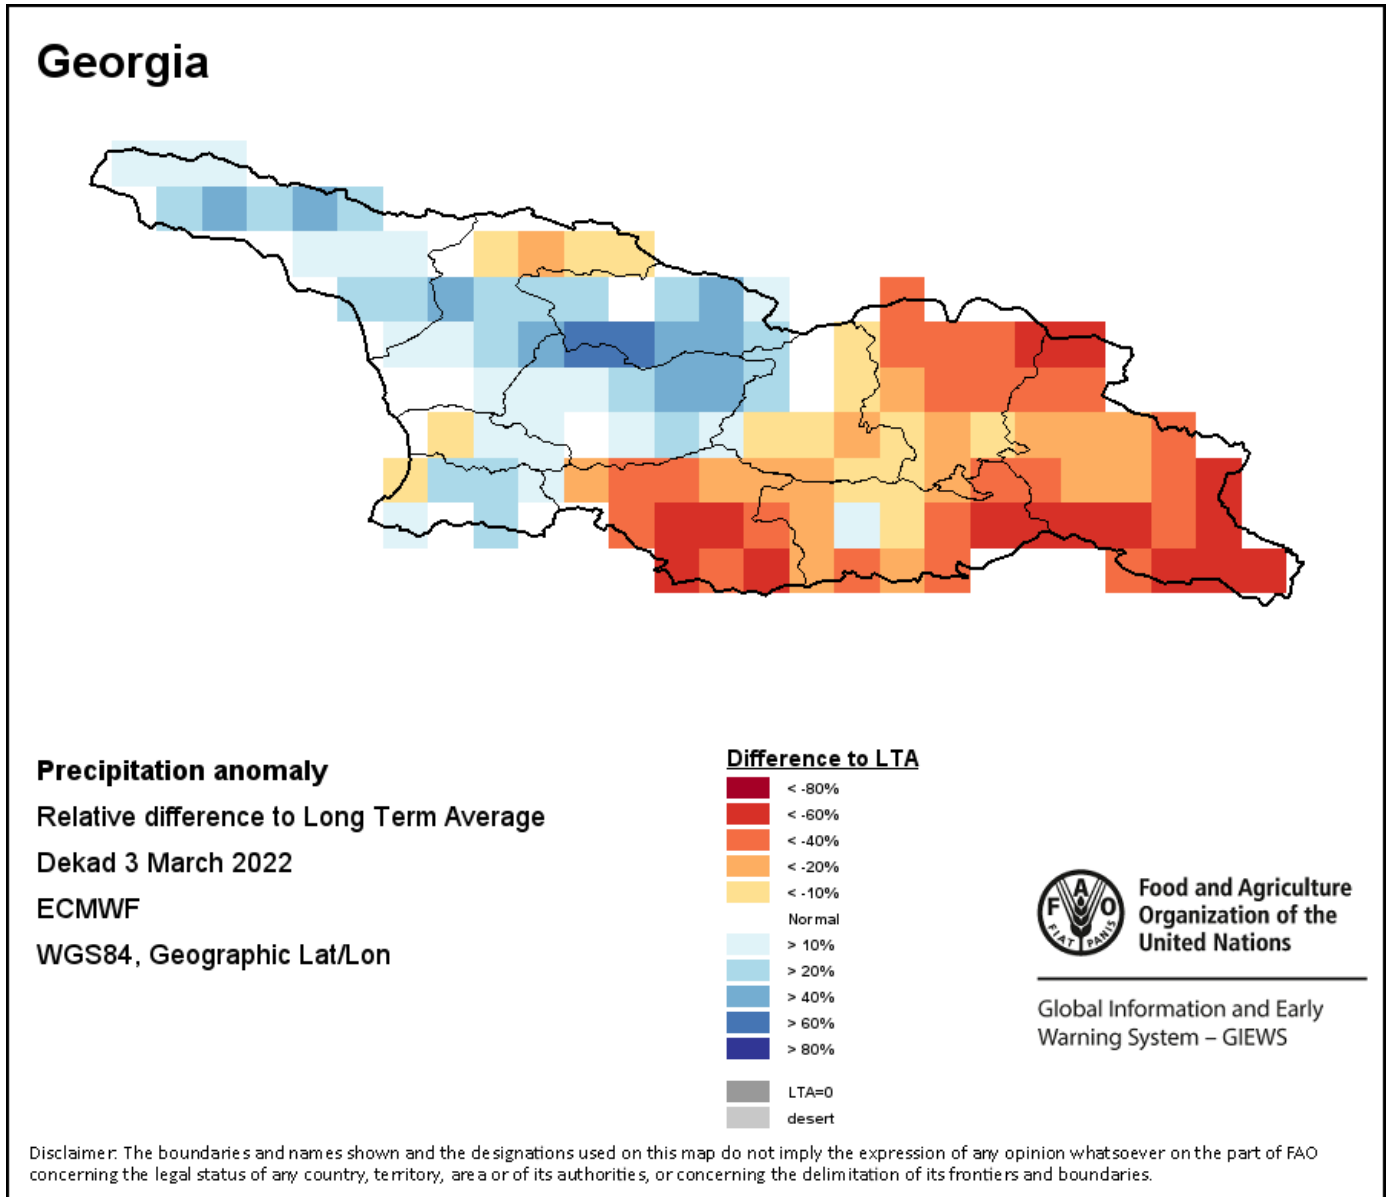 Georgia
Precipitation anomaly
Relative difference to Long Term Average
Dekad 3 March 2022
ECMWF
WGS84, Geographic Lat/Lon
Difference to LTA
< -80%
< -60%
< -40%
< -20%
< -10%
Normal
> 10%
> 20%
> 40%
> 60%
> 80%
LTA=0
desert
F A O
FIAT PANIS
Food and Agriculture
Organization of the
United Nations
Global Information and Early
Warning System – GIEWS
Disclaimer: The boundaries and names shown and the designations used on this map do not imply the expression of any opinion whatsoever on the part of FAO
concerning the legal status of any country, territory, area or of its authorities, or concerning the delimitation of its frontiers and boundaries.